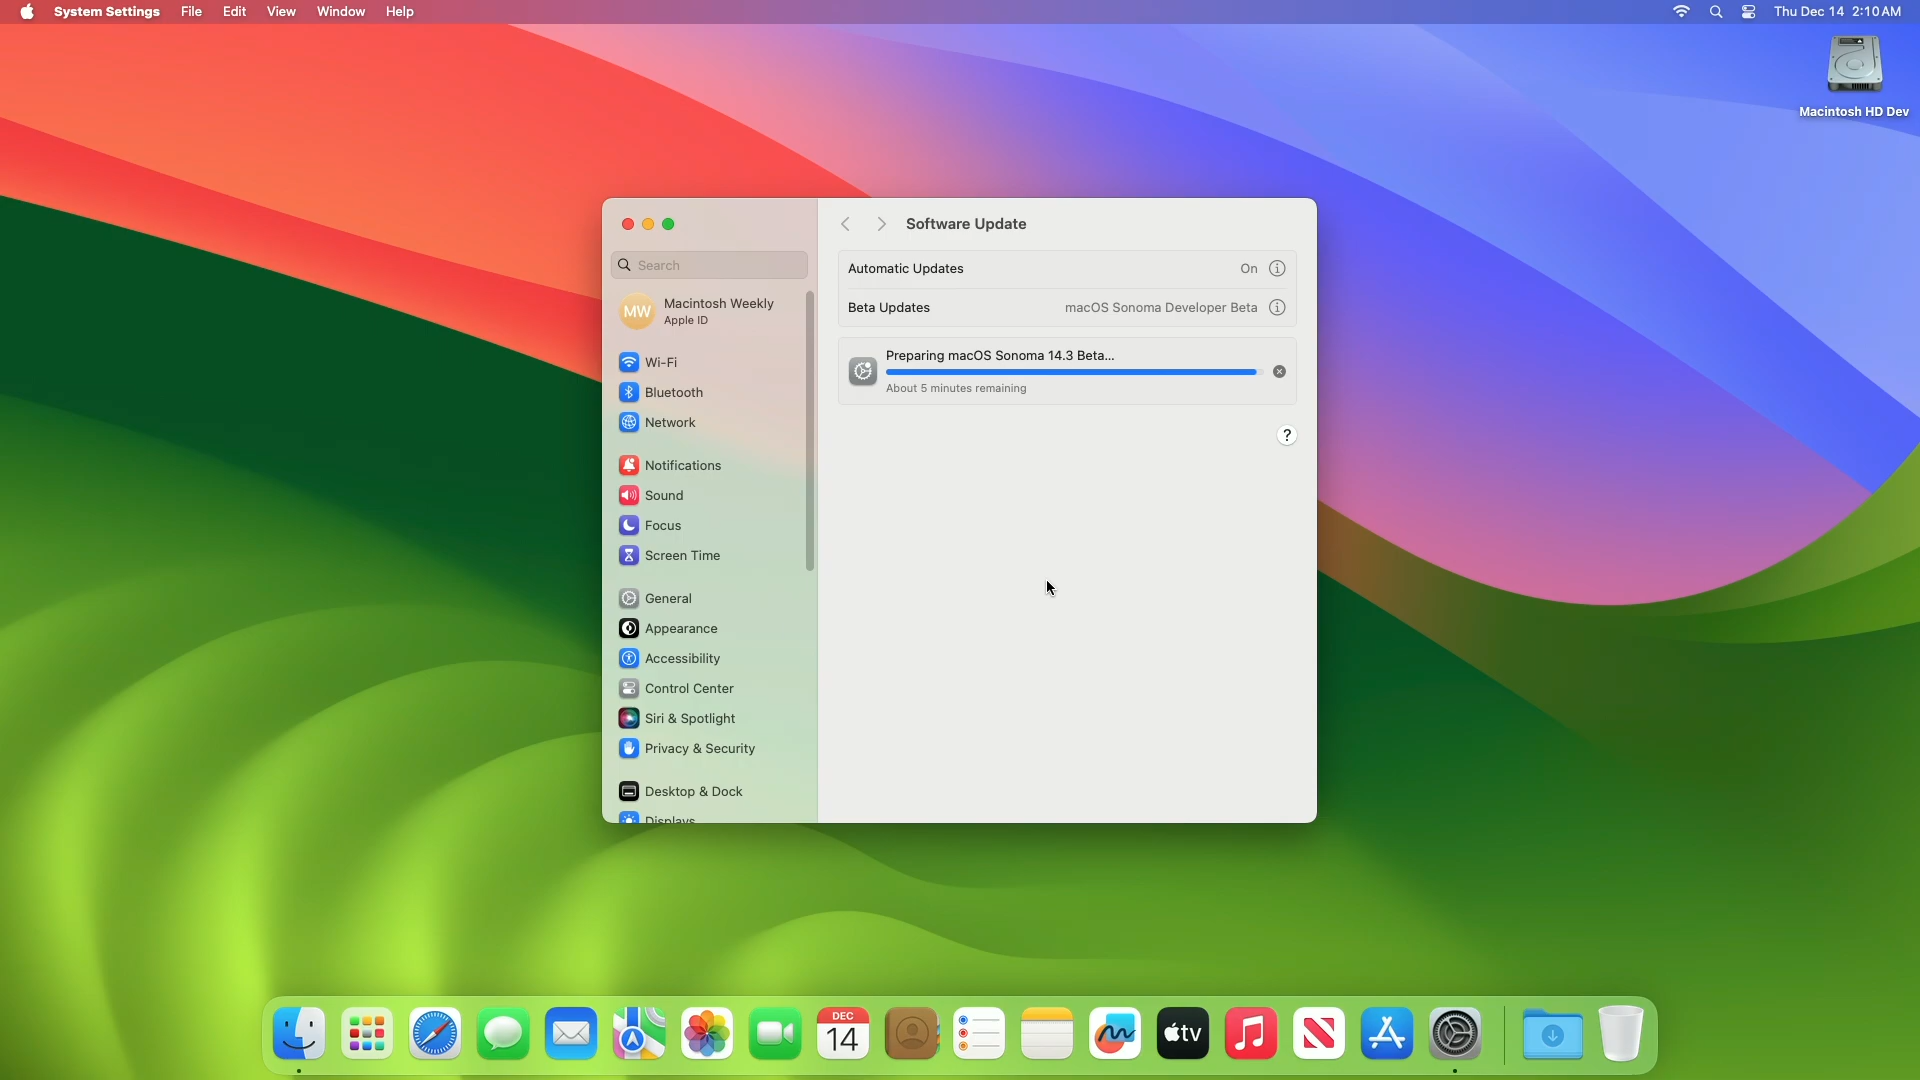 System Settings File Edit View Window Help Thu Dec 14 2:10 AM
Macintosh HD Dev
Software Update
Search
Macintosh Weekly
MW
Apple ID
Wi-Fi
Bluetooth
Network
Notifications
Sound
Focus
Screen Time
General
Appearance
Accessibility
Control Center
Siri & Spotlight
Privacy & Security
Desktop & Dock
Displays
Automatic Updates On
Beta Updates macOS Sonoma Developer Beta
Preparing macOS Sonoma 14.3 Beta...
About 5 minutes remaining
?
DEC
14
tv